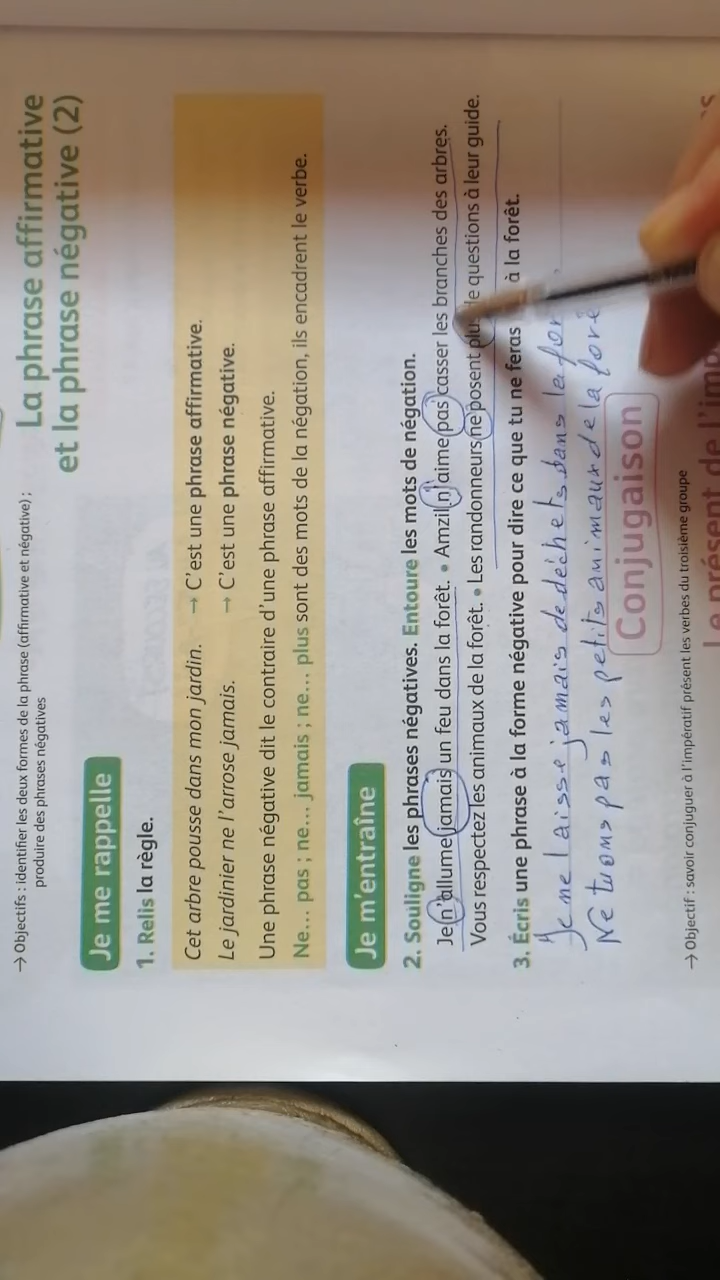 La phrase affirmative
et la phrase négative (2)
→ Objectifs : identifier les deux formes de la phrase (affirmative et négative) ;
produire des phrases négatives
Je me rappelle
1. Relis la règle.
Cet arbre pousse dans mon jardin. → C'est une phrase affirmative.
Le jardinier ne l'arrose jamais. → C'est une phrase négative.
Une phrase négative dit le contraire d'une phrase affirmative.
Ne... pas ; ne... jamais ; ne... plus sont des mots de la négation, ils encadrent le verbe.
Je m'entraîne
2. Souligne les phrases négatives. Entoure les mots de négation.
Je n'allume jamais un feu dans la forêt. • Amzil n'aime pas casser les branches des arbres.
Vous respectez les animaux de la forêt. • Les randonneurs ne posent plus de questions à leur guide.
3. Écris une phrase à la forme négative pour dire ce que tu ne feras à la forêt.
Je ne laisse jamais de déchets dans la for
Ne tuons pas les petits animaux de la forê
Conjugaison
→ Objectif : savoir conjuguer à l'impératif présent les verbes du troisième groupe
Le présent de l'imp